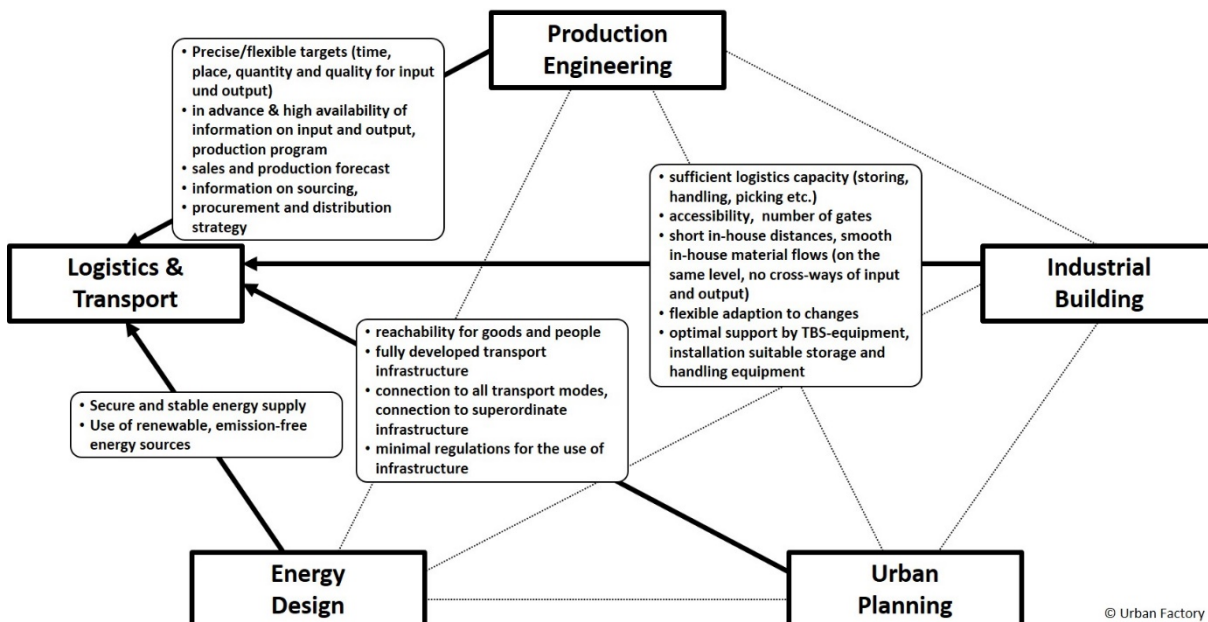 Production
Engineering
• Precise/flexible targets (time,
place, quantity and quality for input
und output)
• in advance & high availability of
information on input and output,
production program
• sales and production forecast
• information on sourcing,
• procurement and distribution
strategy
• sufficient logistics capacity (storing,
handling, picking etc.)
• accessibility, number of gates
• short in-house distances, smooth
in-house material flows (on the
same level, no cross-ways of input
and output)
• flexible adaption to changes
• optimal support by TBS-equipment,
installation suitable storage and
handling equipment
Logistics &
Transport
Industrial
Building
• reachability for goods and people
• fully developed transport
infrastructure
• connection to all transport modes,
connection to superordinate
infrastructure
• minimal regulations for the use of
infrastructure
• Secure and stable energy supply
• Use of renewable, emission-free
energy sources
Energy
Design
Urban
Planning
© Urban Factory